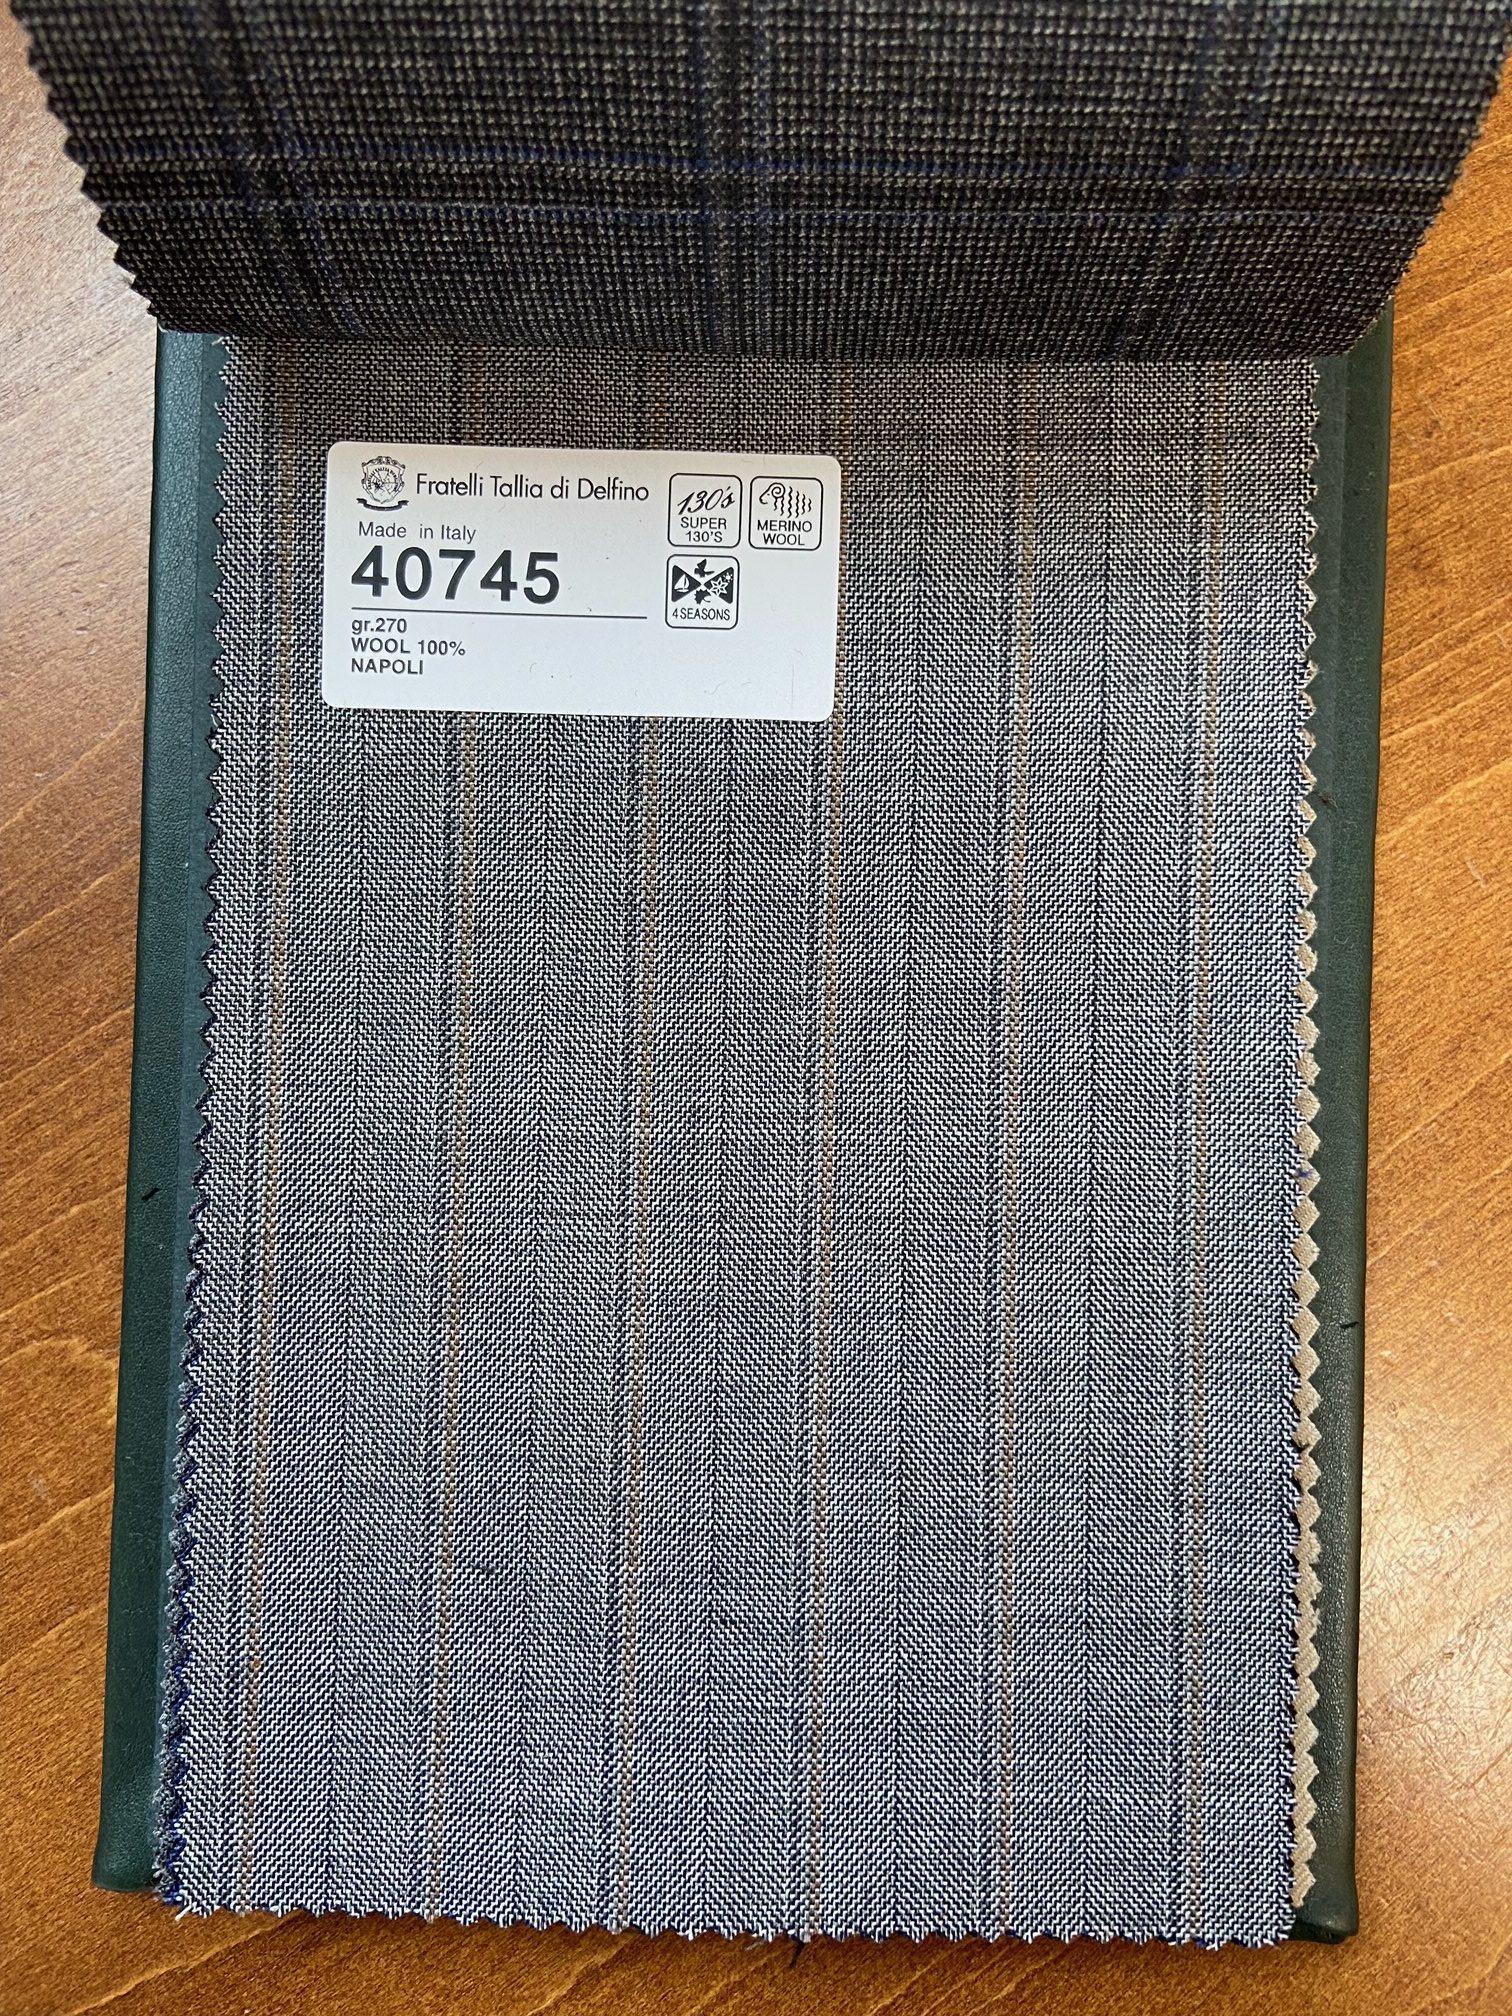 Fratelli Tallia di Delfino
Made in Italy
40745
gr.270
WOOL 100%
NAPOLI
130's
SUPER
130'S
MERINO
WOOL
4 SEASONS